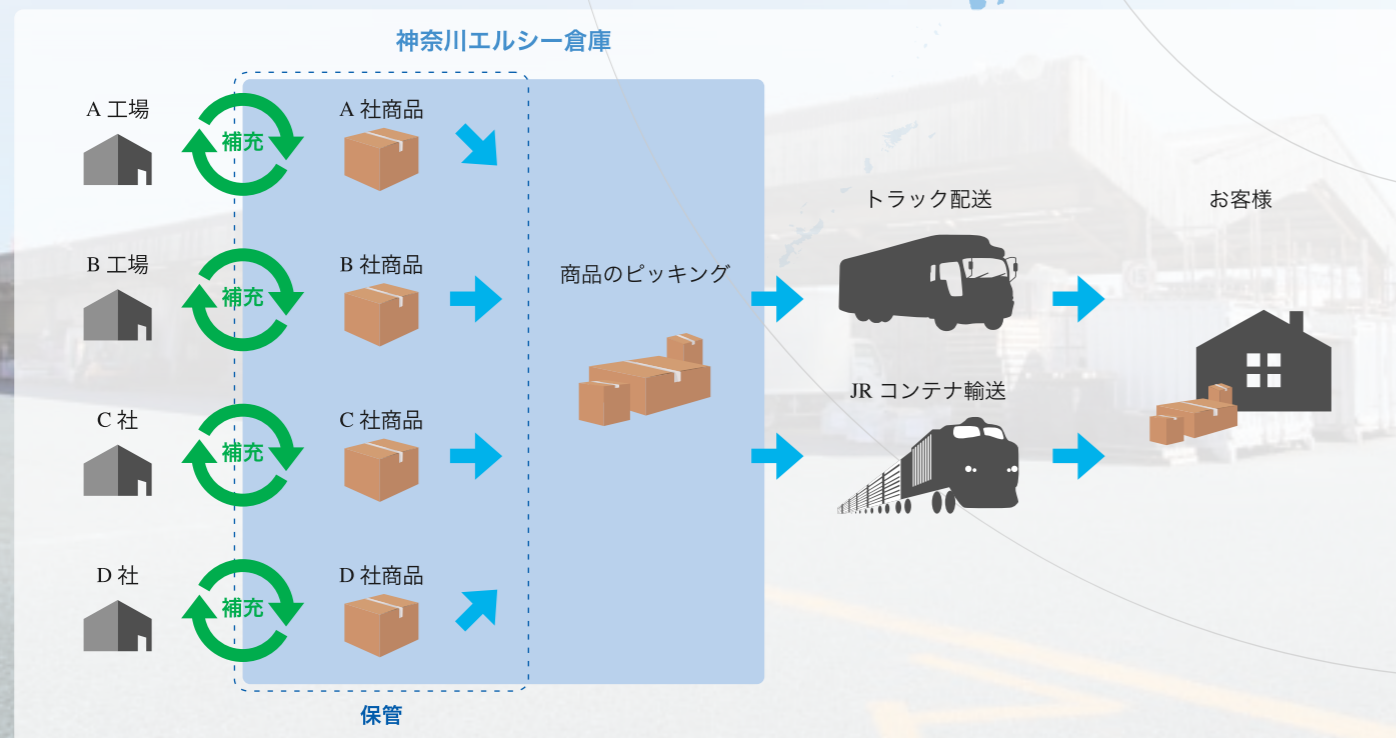 神奈川エルシー倉庫
A 工場
補充
A 社商品
B 工場
補充
B 社商品
C 社
補充
C 社商品
D 社
補充
D 社商品
保管
商品のピッキング
トラック配送
JR コンテナ輸送
お客様